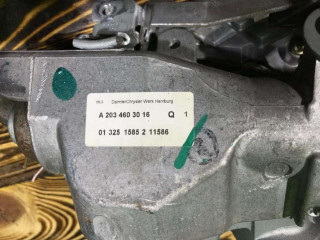 DaimlerChrysler Werk Hamburg
A 203 460 30 16 Q 1
01 325 1585 2 11586